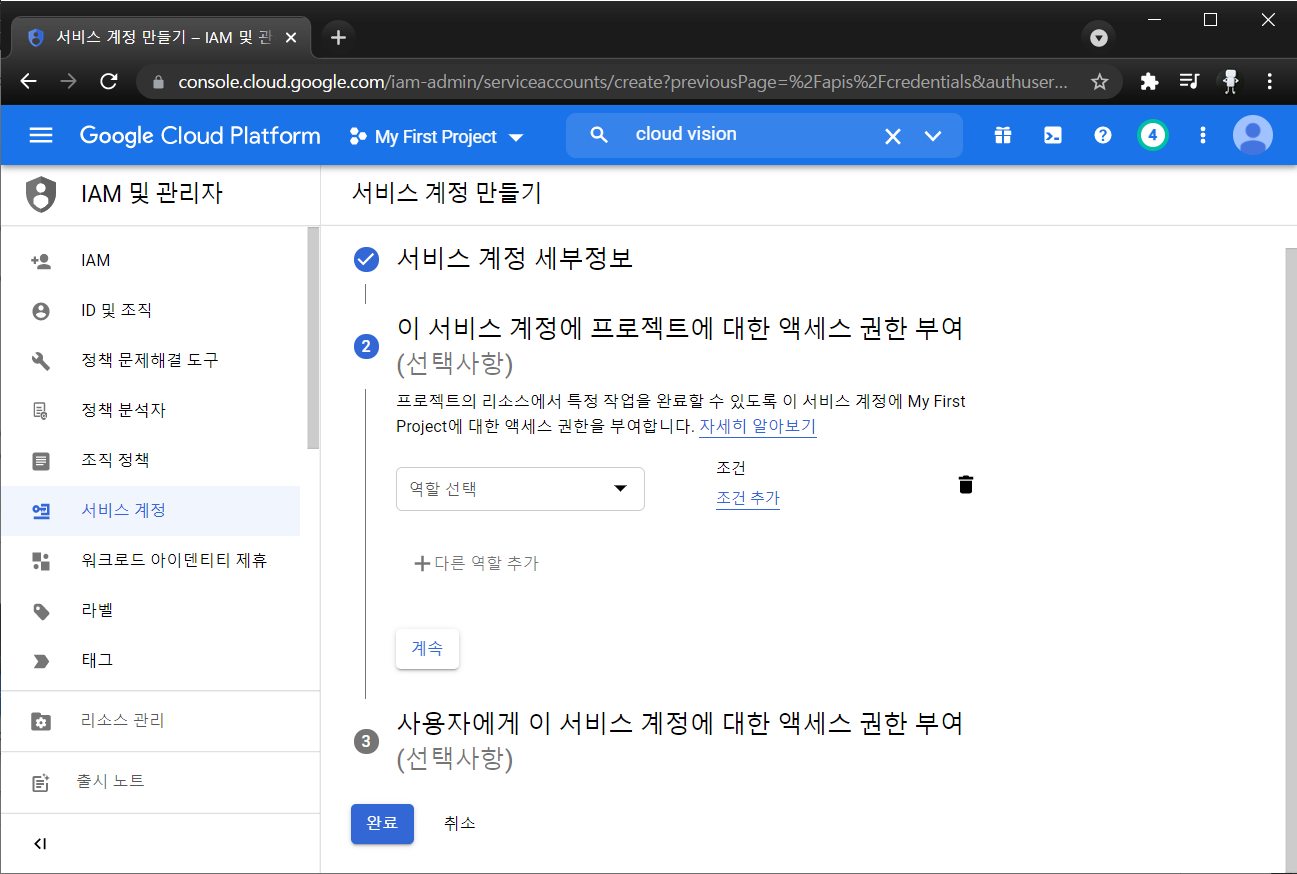 서비스 계정 만들기 – IAM 및 관
console.cloud.google.com/iam-admin/serviceaccounts/create?previousPage=%2Fapis%2Fcredentials&authuser...
Google Cloud Platform
My First Project
cloud vision
4
IAM 및 관리자
IAM
ID 및 조직
정책 문제해결 도구
정책 분석자
조직 정책
서비스 계정
워크로드 아이덴티티 제휴
라벨
태그
리소스 관리
출시 노트
서비스 계정 만들기
서비스 계정 세부정보
2
이 서비스 계정에 프로젝트에 대한 액세스 권한 부여
(선택사항)
프로젝트의 리소스에서 특정 작업을 완료할 수 있도록 이 서비스 계정에 My First
Project에 대한 액세스 권한을 부여합니다. 자세히 알아보기
역할 선택
조건
조건 추가
다른 역할 추가
계속
3
사용자에게 이 서비스 계정에 대한 액세스 권한 부여
(선택사항)
완료
취소